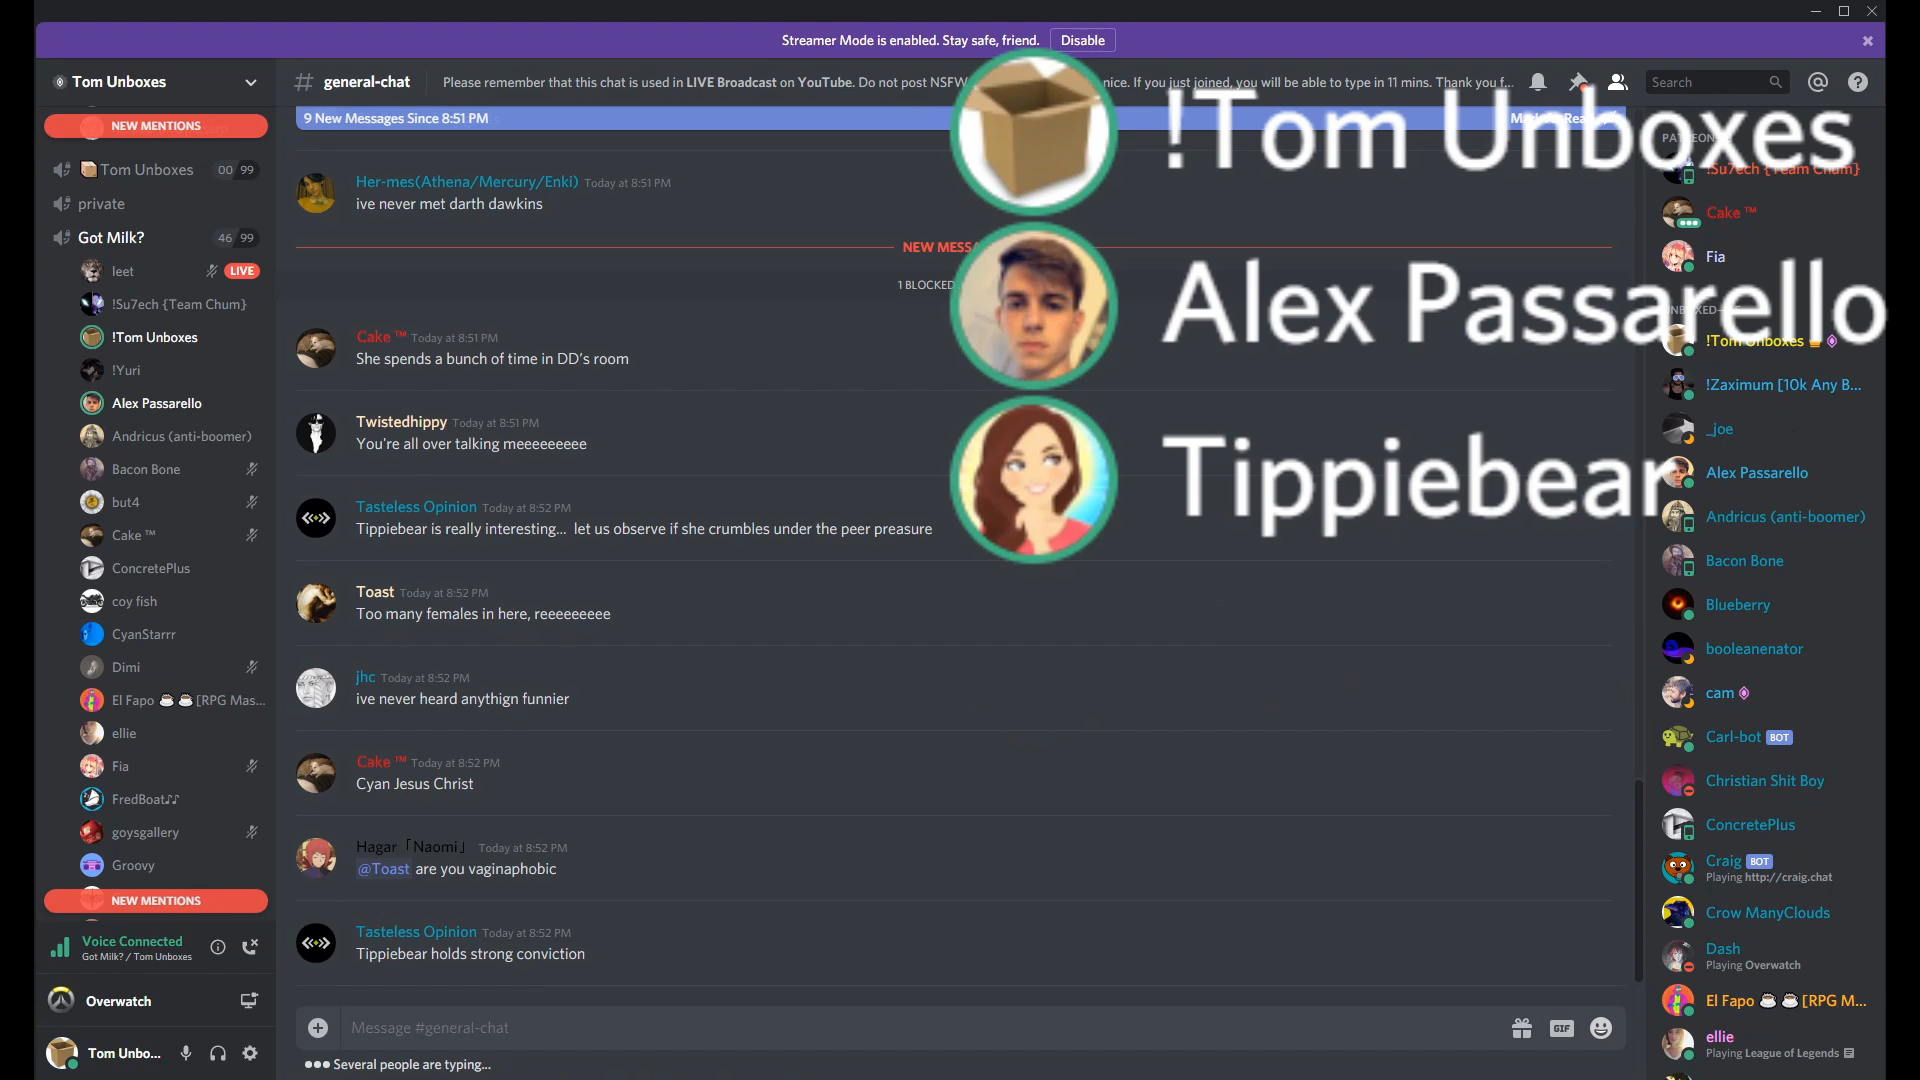 Streamer Mode is enabled. Stay safe, friend. Disable
Tom Unboxes
NEW MENTIONS
Tom Unboxes 00 99
private
Got Milk? 46 99
leet LIVE
!Su7ech {Team Chum}
!Tom Unboxes
!Yuri
Alex Passarello
Andricus (anti-boomer)
Bacon Bone
but4
Cake ™
ConcretePlus
coy fish
CyanStarrr
Dimi
El Fapo ☕ ☕ [RPG Mas...
ellie
Fia
FredBoat♪♪
goysgallery
Groovy
NEW MENTIONS
Voice Connected
Got Milk? / Tom Unboxes
Overwatch
Tom Unbo...
# general-chat
Please remember that this chat is used in LIVE Broadcast on YouTube. Do not post NSFW nice. If you just joined, you will be able to type in 11 mins. Thank you f...
Search
9 New Messages Since 8:51 PM
Her-mes(Athena/Mercury/Enki) Today at 8:51 PM
ive never met darth dawkins
NEW
1 BLOCKED
Cake ™ Today at 8:51 PM
She spends a bunch of time in DD's room
Twistedhippy Today at 8:51 PM
You're all over talking meeeeeeeee
Tasteless Opinion Today at 8:52 PM
Tippiebear is really interesting... let us observe if she crumbles under the peer preasure
Toast Today at 8:52 PM
Too many females in here, reeeeeeeee
jhc Today at 8:52 PM
ive never heard anythign funnier
Cake ™ Today at 8:52 PM
Cyan Jesus Christ
Hagar「Naomi」 Today at 8:52 PM
@Toast are you vaginaphobic
Tasteless Opinion Today at 8:52 PM
Tippiebear holds strong conviction
Message #general-chat
GIF
Several people are typing...
!Tom Unboxes
Alex Passarello
Tippiebear
!Su7ech {Team Chum}
Cake ™
Fia
!Tom Unboxes
!Zaximum [10k Any B...
_joe
Alex Passarello
Andricus (anti-boomer)
Bacon Bone
Blueberry
booleanenator
cam
Carl-bot BOT
Christian Shit Boy
ConcretePlus
Craig BOT
Playing http://craig.chat
Crow ManyClouds
Dash
Playing Overwatch
El Fapo ☕ ☕ [RPG M...
ellie
Playing League of Legends